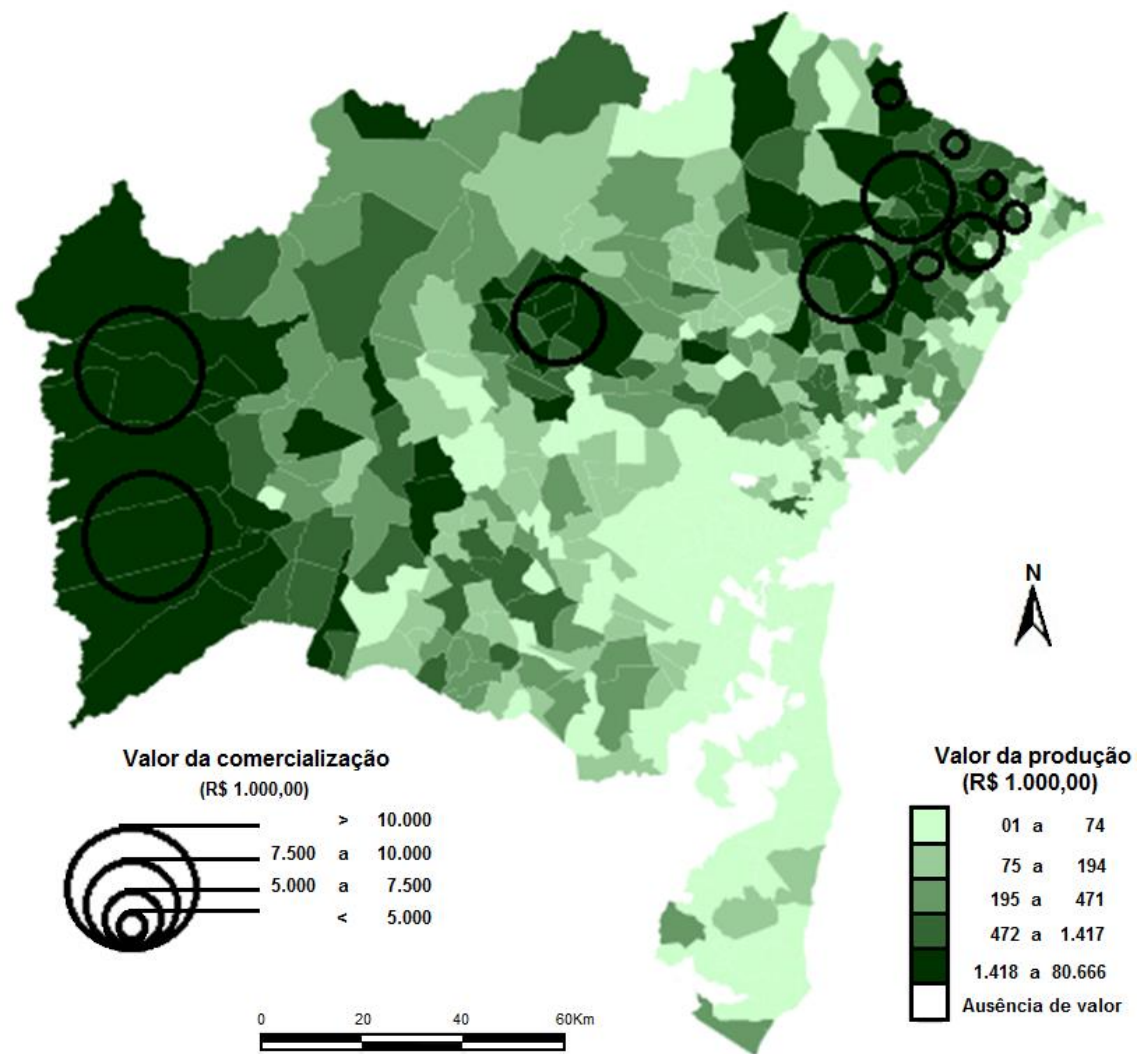 N
Valor da comercialização
(R$ 1.000,00)
> 10.000
7.500 a 10.000
5.000 a 7.500
< 5.000
Valor da produção
(R$ 1.000,00)
01 a 74
75 a 194
195 a 471
472 a 1.417
1.418 a 80.666
Ausência de valor
0 20 40 60Km